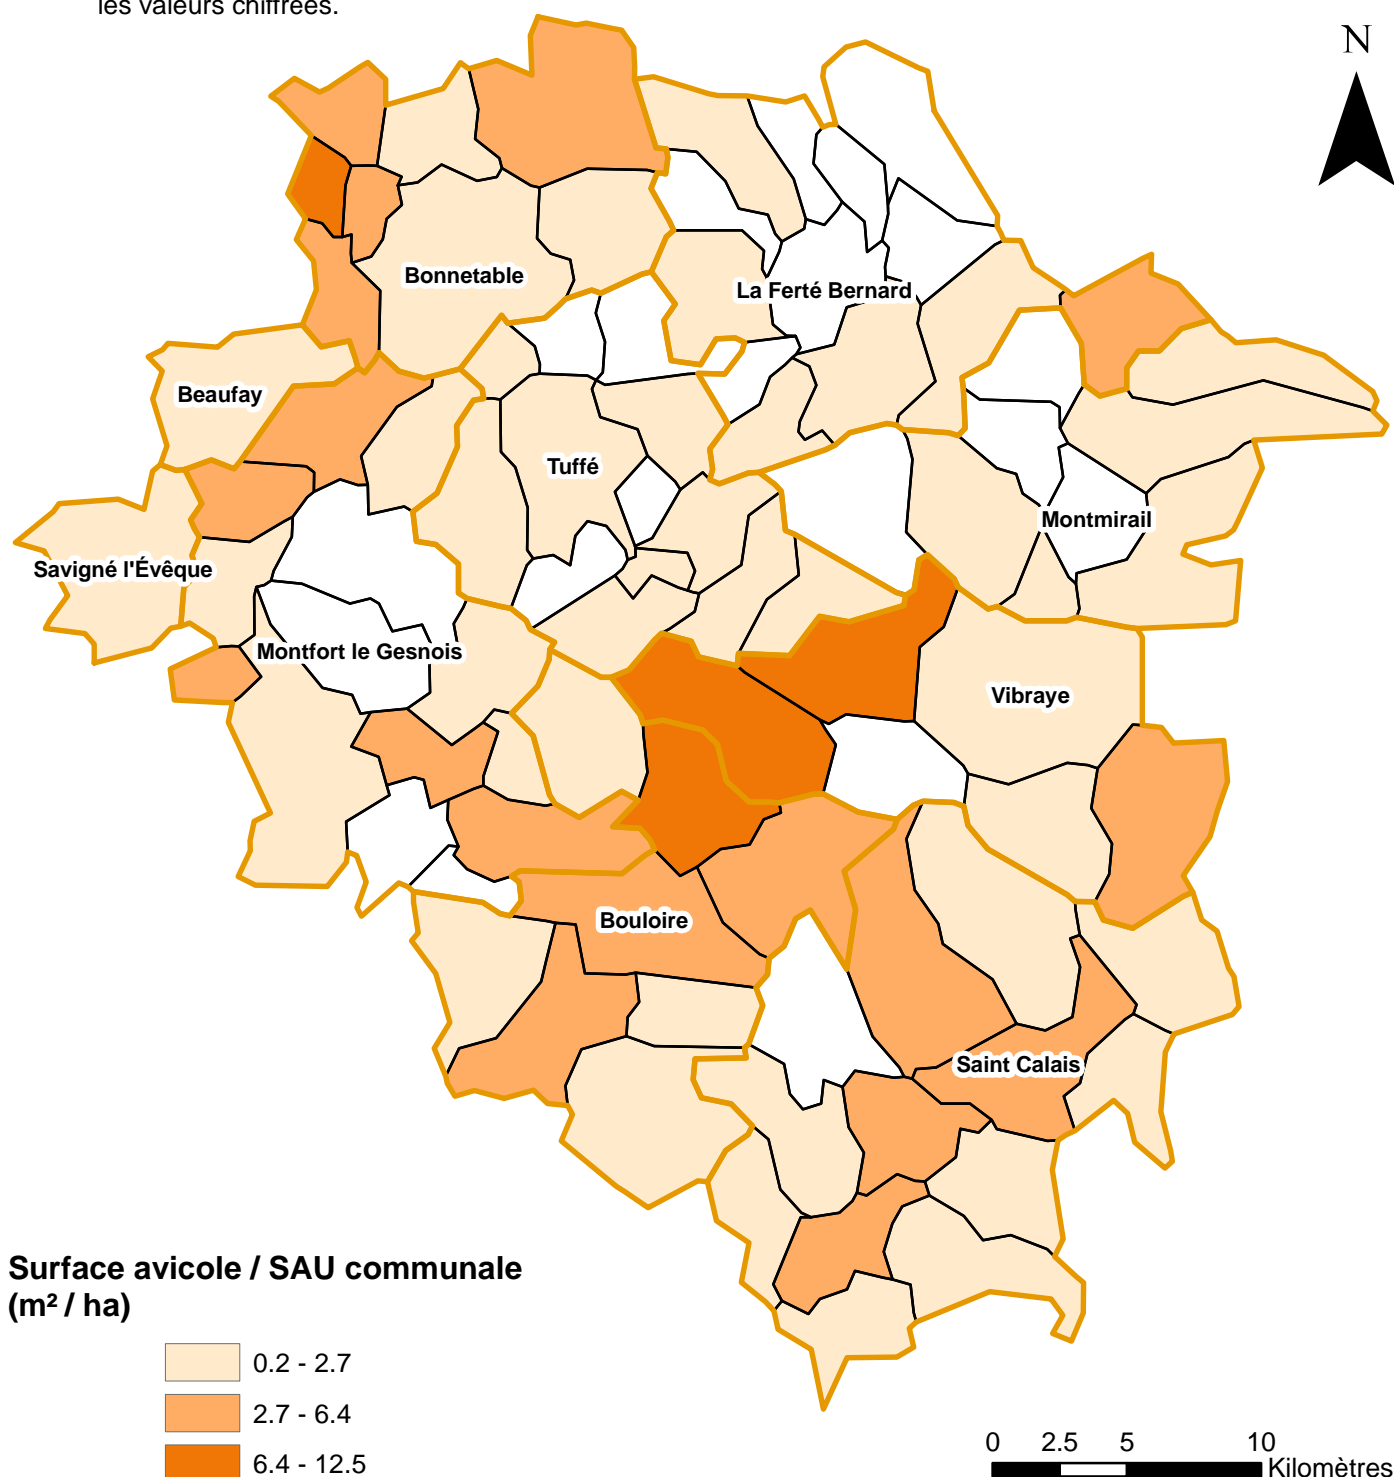 les valeurs chiffrées.
N
Bonnetable
La Ferté Bernard
Beaufay
Tuffé
Montmirail
Savigné l'Évêque
Montfort le Gesnois
Vibraye
Bouloire
Saint Calais
Surface avicole / SAU communale
(m² / ha)
0.2 - 2.7
2.7 - 6.4
6.4 - 12.5
0 2.5 5 10
Kilomètres